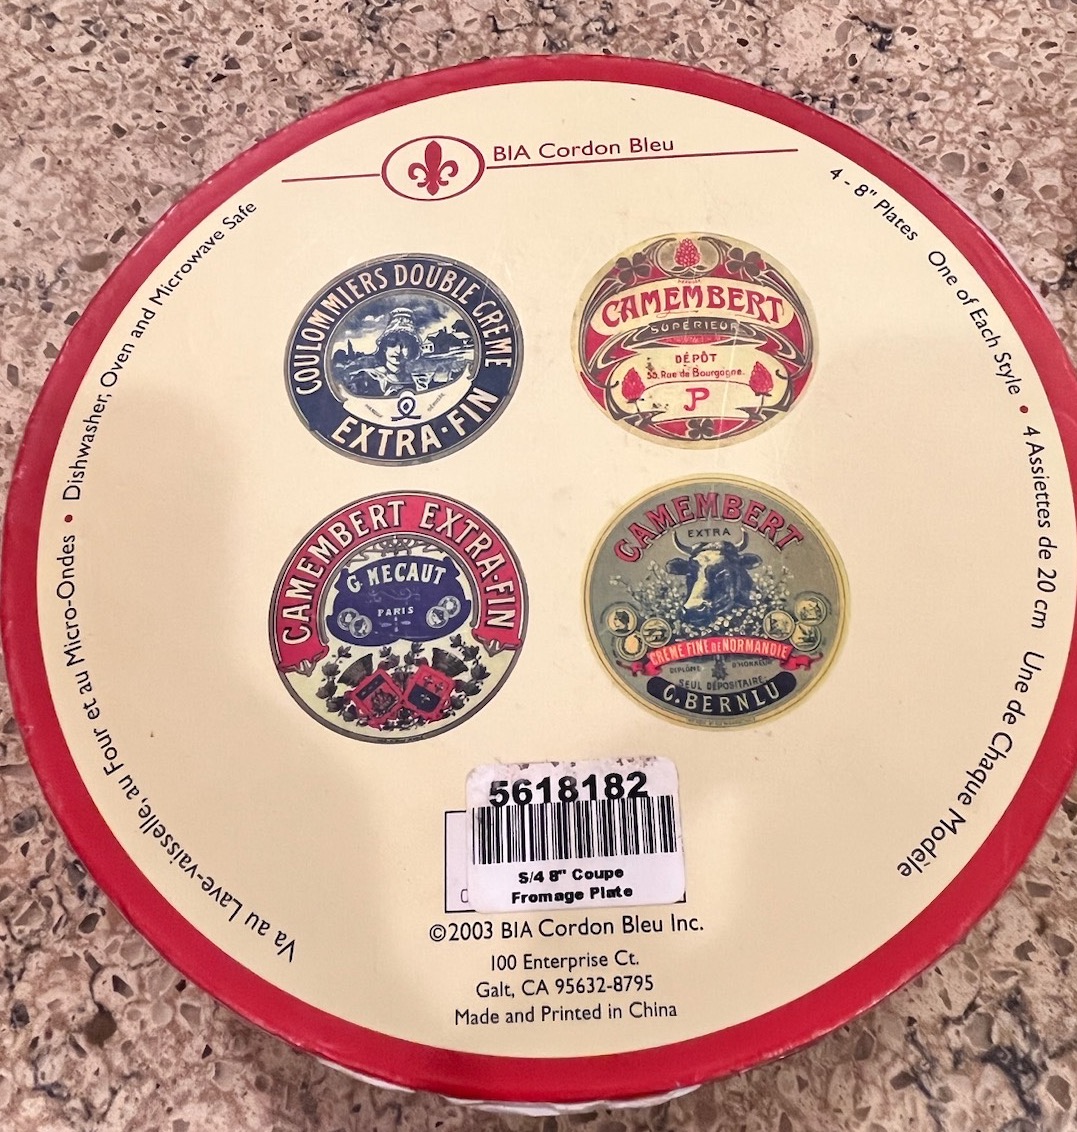 BIA Cordon Bleu
4 - 8" Plates One of Each Style • 4 Assiettes de 20 cm Une de Chaque Modèle
Va au Lave-vaisselle, au Four et au Micro-Ondes • Dishwasher, Oven and Microwave Safe
COULOMMIERS DOUBLE CREME
EXTRA-FIN
CAMEMBERT
SUPÉRIEUR
DÉPÔT
Rue de Bourgogne.
CAMEMBERT EXTRA-FIN
G. MECAUT
PARIS
CAMEMBERT
EXTRA
CRÈME FINE DE NORMANDIE
DIPLÔME D'HONNEUR
SEUL DÉPOSITAIRE:
C. BERNLU
5618182
S/4 8" Coupe
Fromage Plate
©2003 BIA Cordon Bleu Inc.
100 Enterprise Ct.
Galt, CA 95632-8795
Made and Printed in China